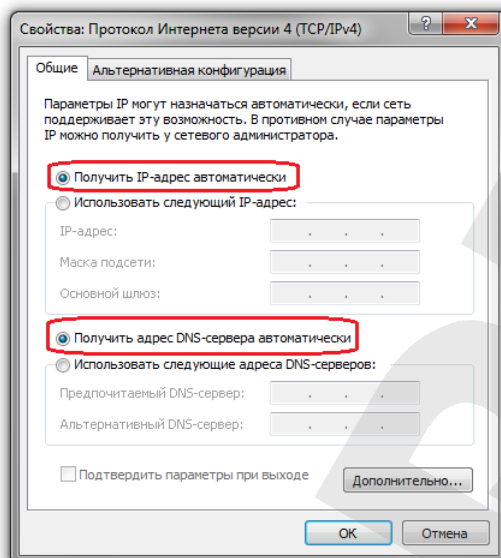 Свойства: Протокол Интернета версии 4 (TCP/IPv4)
Общие Альтернативная конфигурация
Параметры IP могут назначаться автоматически, если сеть
поддерживает эту возможность. В противном случае параметры
IP можно получить у сетевого администратора.
Получить IP-адрес автоматически
Использовать следующий IP-адрес:
IP-адрес:
Маска подсети:
Основной шлюз:
Получить адрес DNS-сервера автоматически
Использовать следующие адреса DNS-серверов:
Предпочитаемый DNS-сервер:
Альтернативный DNS-сервер:
Подтвердить параметры при выходе
Дополнительно...
ОК Отмена